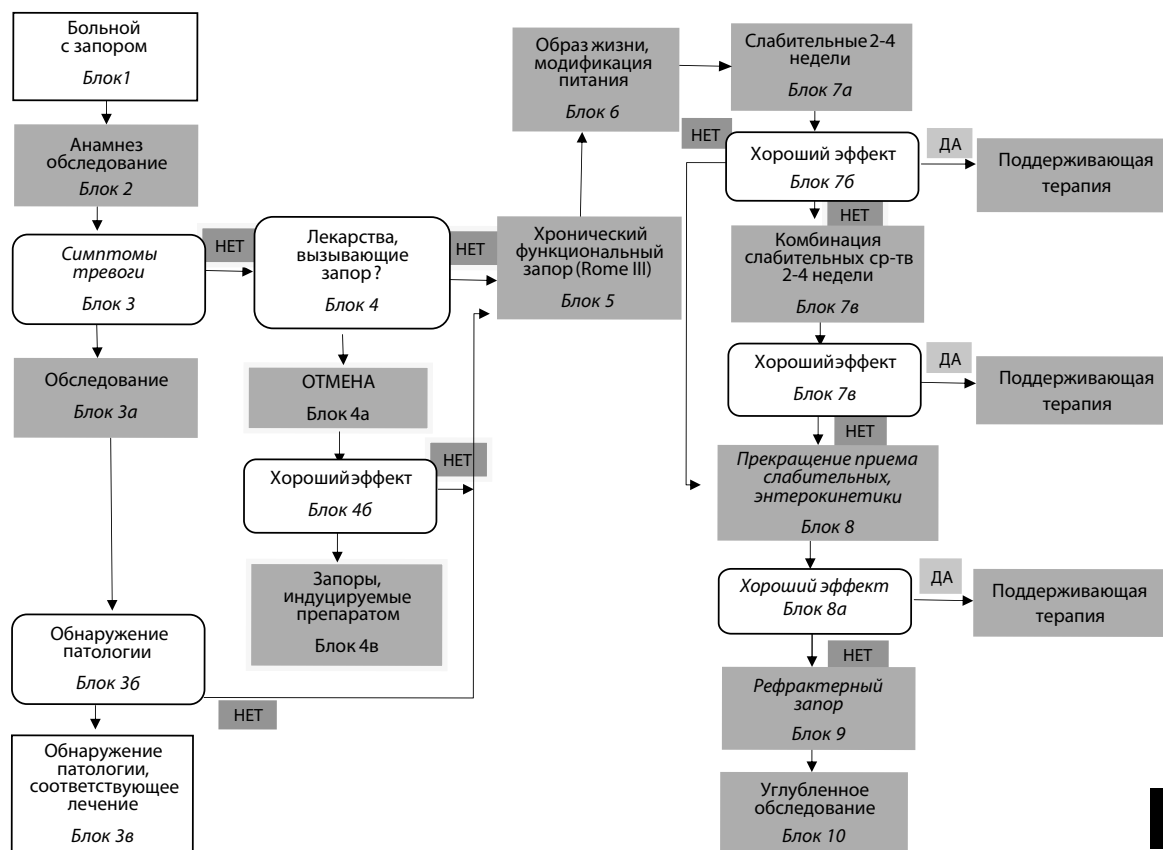 Больной
с запором
Блок1
Анамнез
обследование
Блок 2
Симптомы
тревоги
Блок 3
НЕТ
Обследование
Блок 3а
Обнаружение
патологии
Блок 3б
НЕТ
Обнаружение
патологии,
соответствующее
лечение
Блок 3в
Лекарства,
вызывающие
запор ?
Блок 4
НЕТ
ОТМЕНА
Блок 4а
Хороший эффект
Блок 4б
НЕТ
Запоры,
индуцируемые
препаратом
Блок 4в
Хронический
функциональный
запор (Rome III)
Блок 5
Образ жизни,
модификация
питания
Блок 6
Слабительные 2-4
недели
Блок 7а
НЕТ
Хороший эффект
Блок 7б
ДА
Поддерживающая
терапия
НЕТ
Комбинация
слабительных ср-тв
2-4 недели
Блок 7в
Хороший эффект
Блок 7в
ДА
Поддерживающая
терапия
НЕТ
Прекращение приема
слабительных,
энтерокинетики
Блок 8
Хороший эффект
Блок 8а
ДА
Поддерживающая
терапия
НЕТ
Рефрактерный
запор
Блок 9
Углубленное
обследование
Блок 10